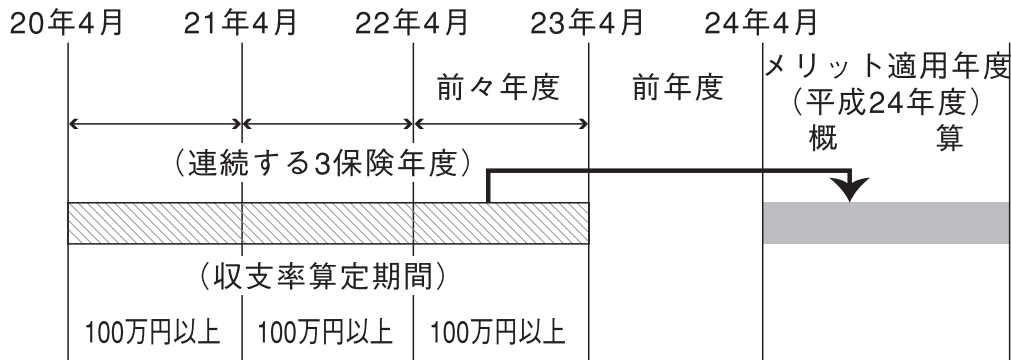 20年4月 21年4月 22年4月 23年4月 24年4月
前々年度 前年度 メリット適用年度
(平成24年度)
概 算
(連続する3保険年度)
(収支率算定期間)
100万円以上 100万円以上 100万円以上